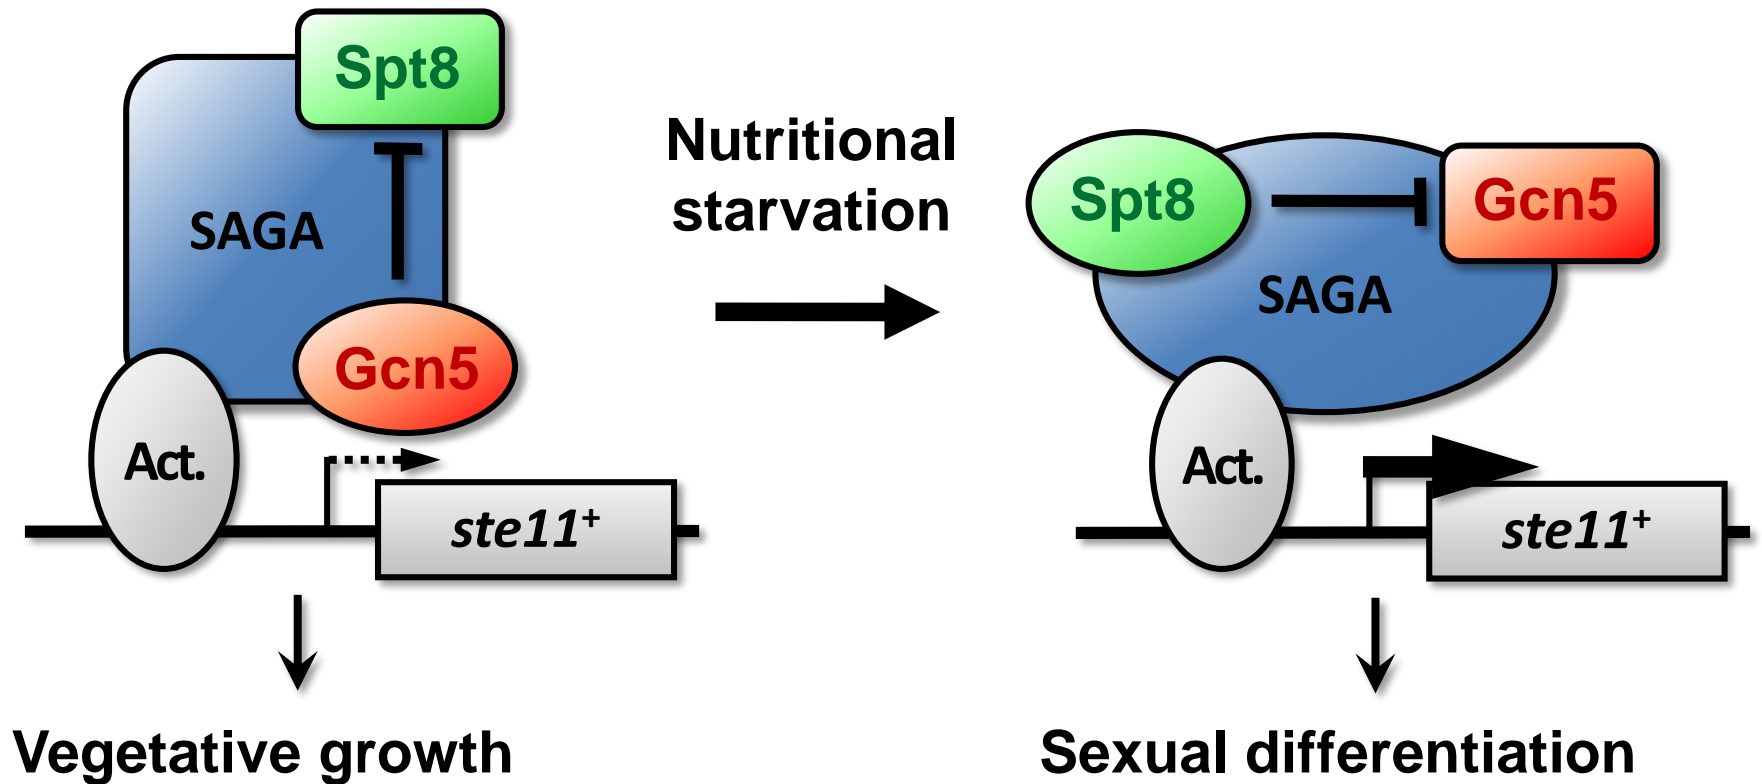 Spt8
SAGA
Gcn5
Act.
ste11+
Vegetative growth
Nutritional
starvation
Spt8
Gcn5
SAGA
Act.
ste11+
Sexual differentiation